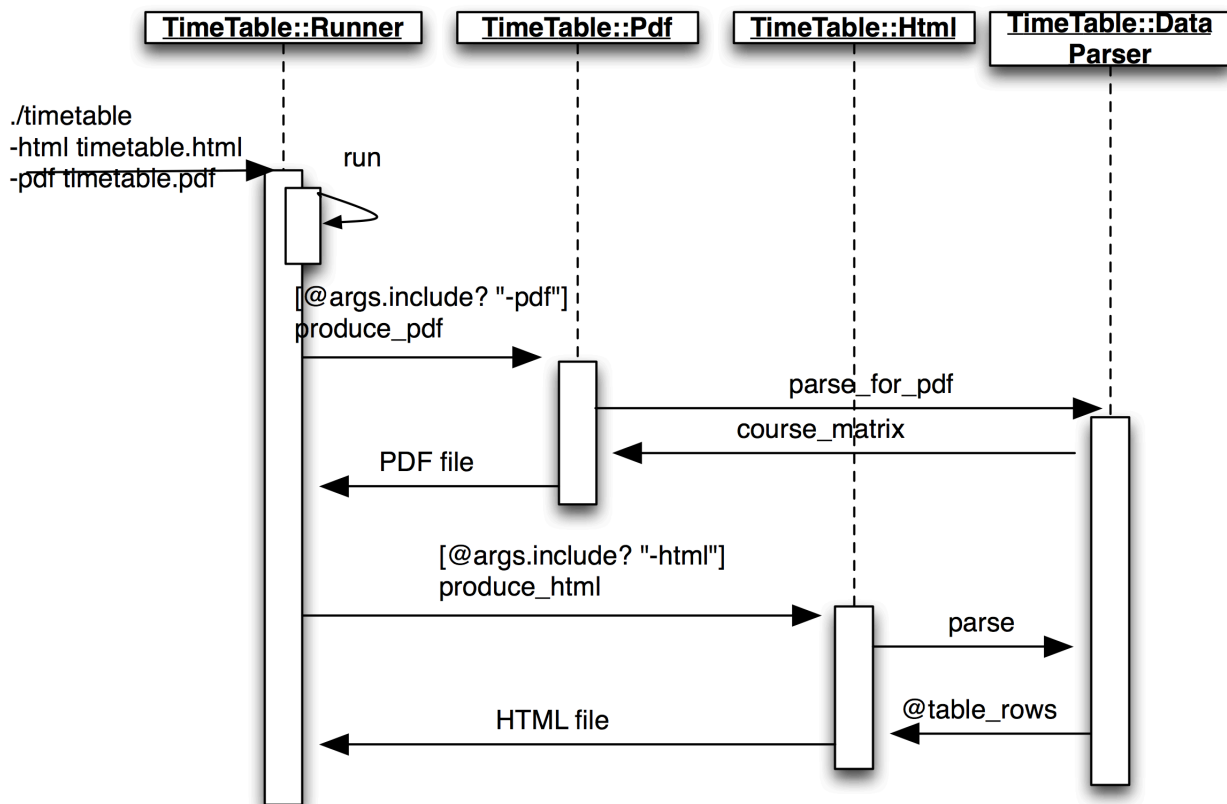 TimeTable::Runner
TimeTable::Pdf
TimeTable::Html
TimeTable::Data
Parser
./timetable
-html timetable.html
-pdf timetable.pdf
run
[@args.include? "-pdf"]
produce_pdf
parse_for_pdf
course_matrix
PDF file
[@args.include? "-html"]
produce_html
parse
@table_rows
HTML file